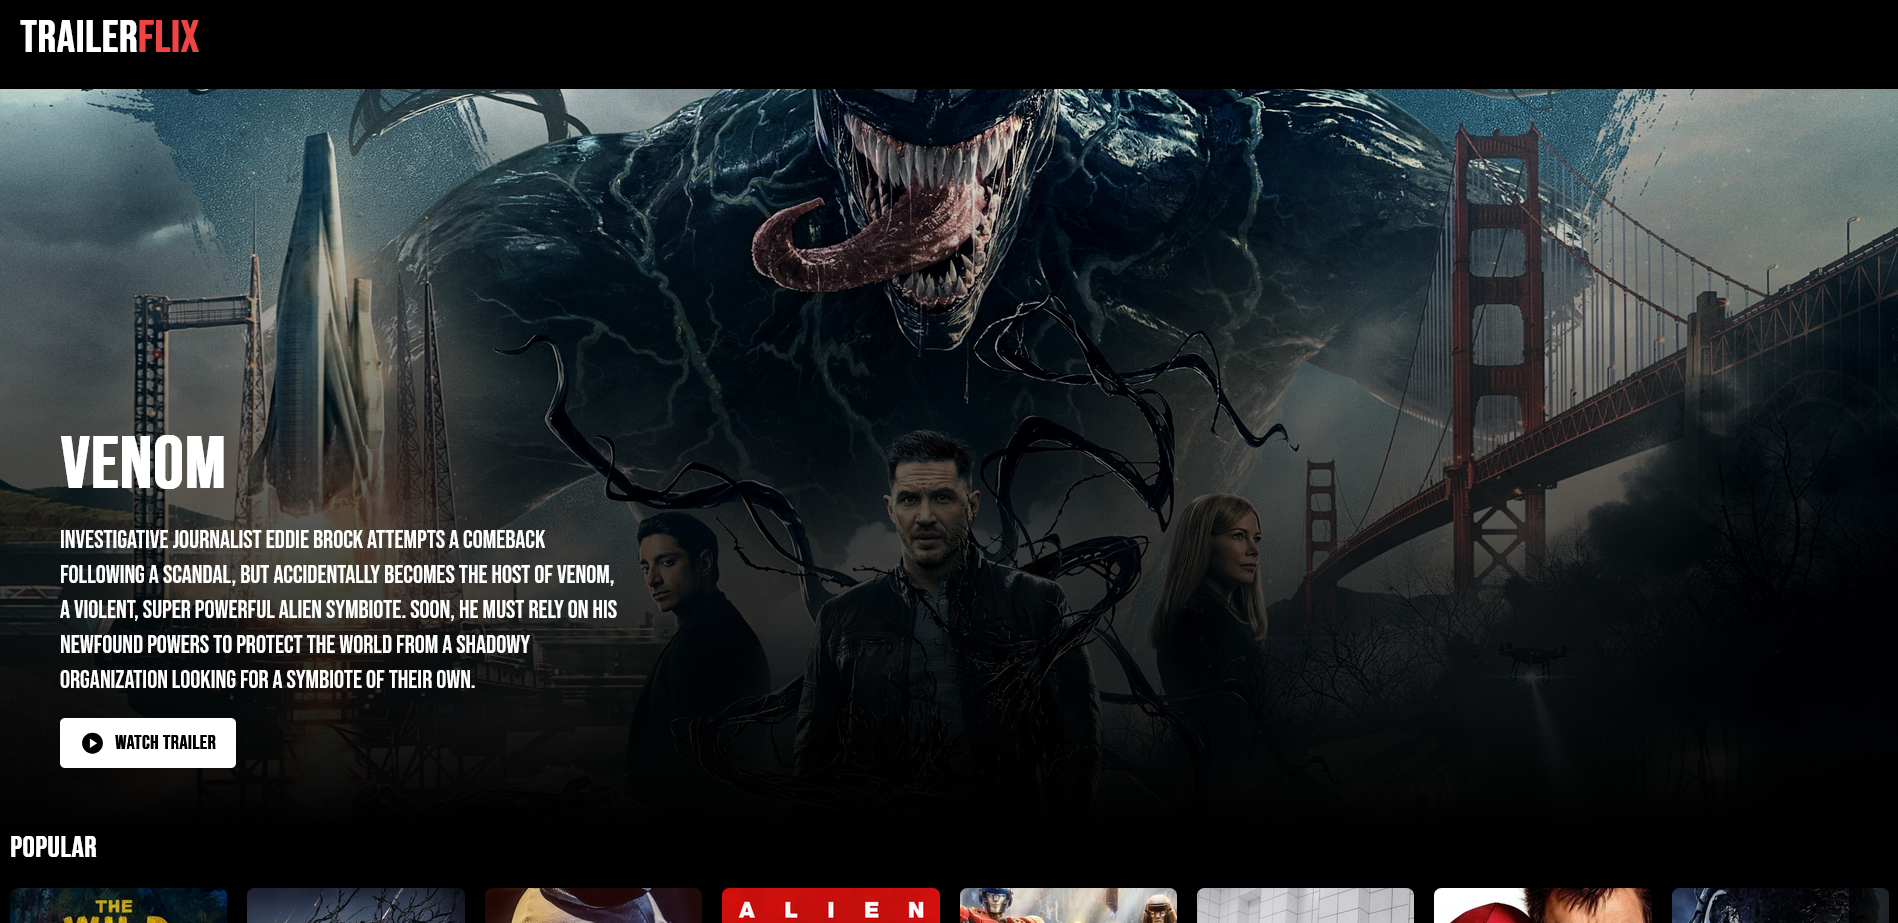 TRAILERFLIX
VENOM
INVESTIGATIVE JOURNALIST EDDIE BROCK ATTEMPTS A COMEBACK
FOLLOWING A SCANDAL, BUT ACCIDENTALLY BECOMES THE HOST OF VENOM,
A VIOLENT, SUPER POWERFUL ALIEN SYMBIOTE. SOON, HE MUST RELY ON HIS
NEWFOUND POWERS TO PROTECT THE WORLD FROM A SHADOWY
ORGANIZATION LOOKING FOR A SYMBIOTE OF THEIR OWN.
WATCH TRAILER
POPULAR
THE
WILD
ALIEN